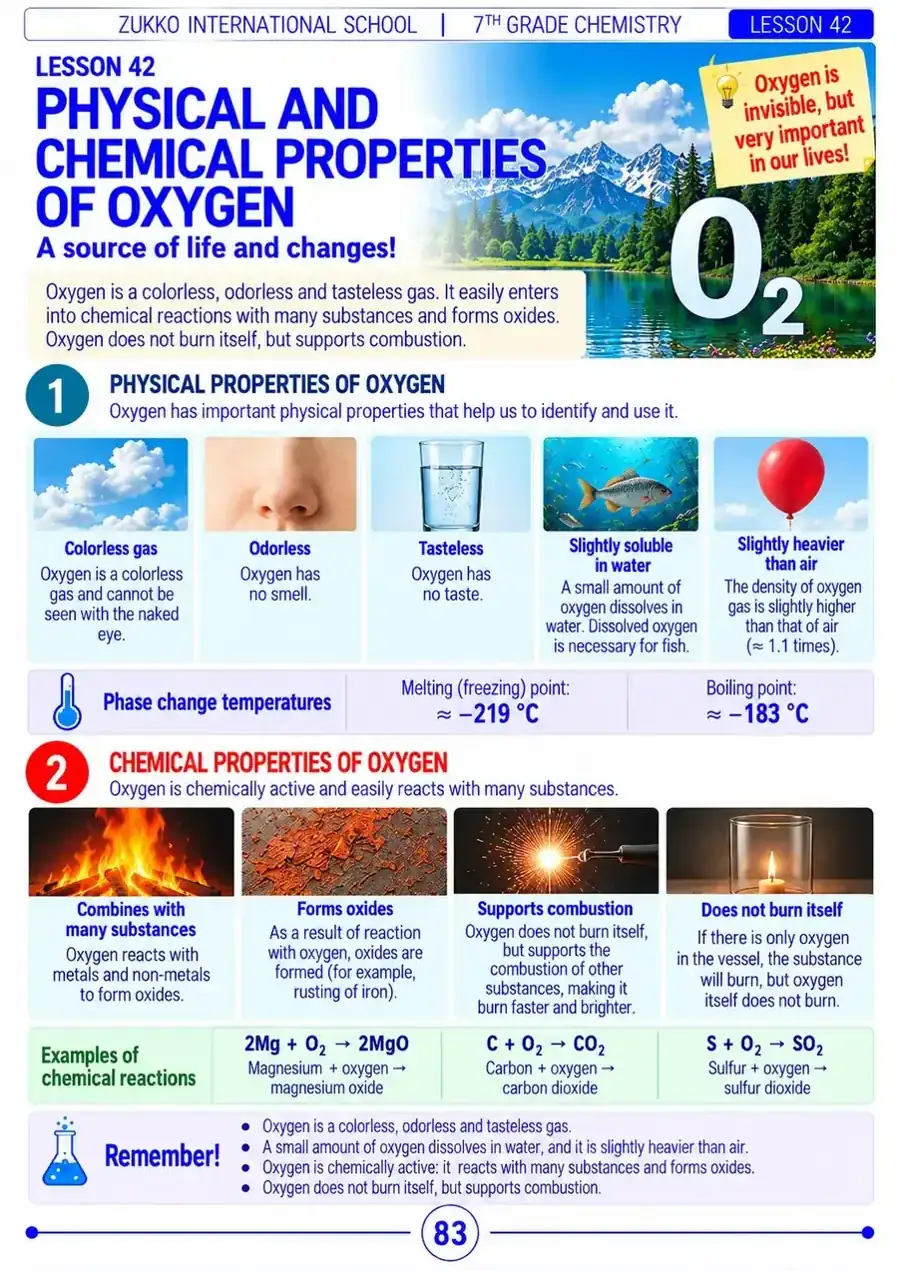 ZUKKO INTERNATIONAL SCHOOL | 7TH GRADE CHEMISTRY LESSON 42
LESSON 42
PHYSICAL AND
CHEMICAL PROPERTIES
OF OXYGEN
A source of life and changes!
Oxygen is
invisible, but
very important
in our lives!
O₂
Oxygen is a colorless, odorless and tasteless gas. It easily enters
into chemical reactions with many substances and forms oxides.
Oxygen does not burn itself, but supports combustion.
1
PHYSICAL PROPERTIES OF OXYGEN
Oxygen has important physical properties that help us to identify and use it.
Colorless gas
Oxygen is a colorless
gas and cannot be
seen with the naked
eye.
Odorless
Oxygen has
no smell.
Tasteless
Oxygen has
no taste.
Slightly soluble
in water
A small amount of
oxygen dissolves in
water. Dissolved oxygen
is necessary for fish.
Slightly heavier
than air
The density of oxygen
gas is slightly higher
than that of air
(≈ 1.1 times).
Phase change temperatures
Melting (freezing) point:
≈ −219 °C
Boiling point:
≈ −183 °C
2
CHEMICAL PROPERTIES OF OXYGEN
Oxygen is chemically active and easily reacts with many substances.
Combines with
many substances
Oxygen reacts with
metals and non-metals
to form oxides.
Forms oxides
As a result of reaction
with oxygen, oxides are
formed (for example,
rusting of iron).
Supports combustion
Oxygen does not burn itself,
but supports the
combustion of other
substances, making it
burn faster and brighter.
Does not burn itself
If there is only oxygen
in the vessel, the substance
will burn, but oxygen
itself does not burn.
Examples of
chemical reactions
2Mg + O₂ → 2MgO
Magnesium + oxygen →
magnesium oxide
C + O₂ → CO₂
Carbon + oxygen →
carbon dioxide
S + O₂ → SO₂
Sulfur + oxygen →
sulfur dioxide
Remember!
• Oxygen is a colorless, odorless and tasteless gas.
• A small amount of oxygen dissolves in water, and it is slightly heavier than air.
• Oxygen is chemically active: it reacts with many substances and forms oxides.
• Oxygen does not burn itself, but supports combustion.
83